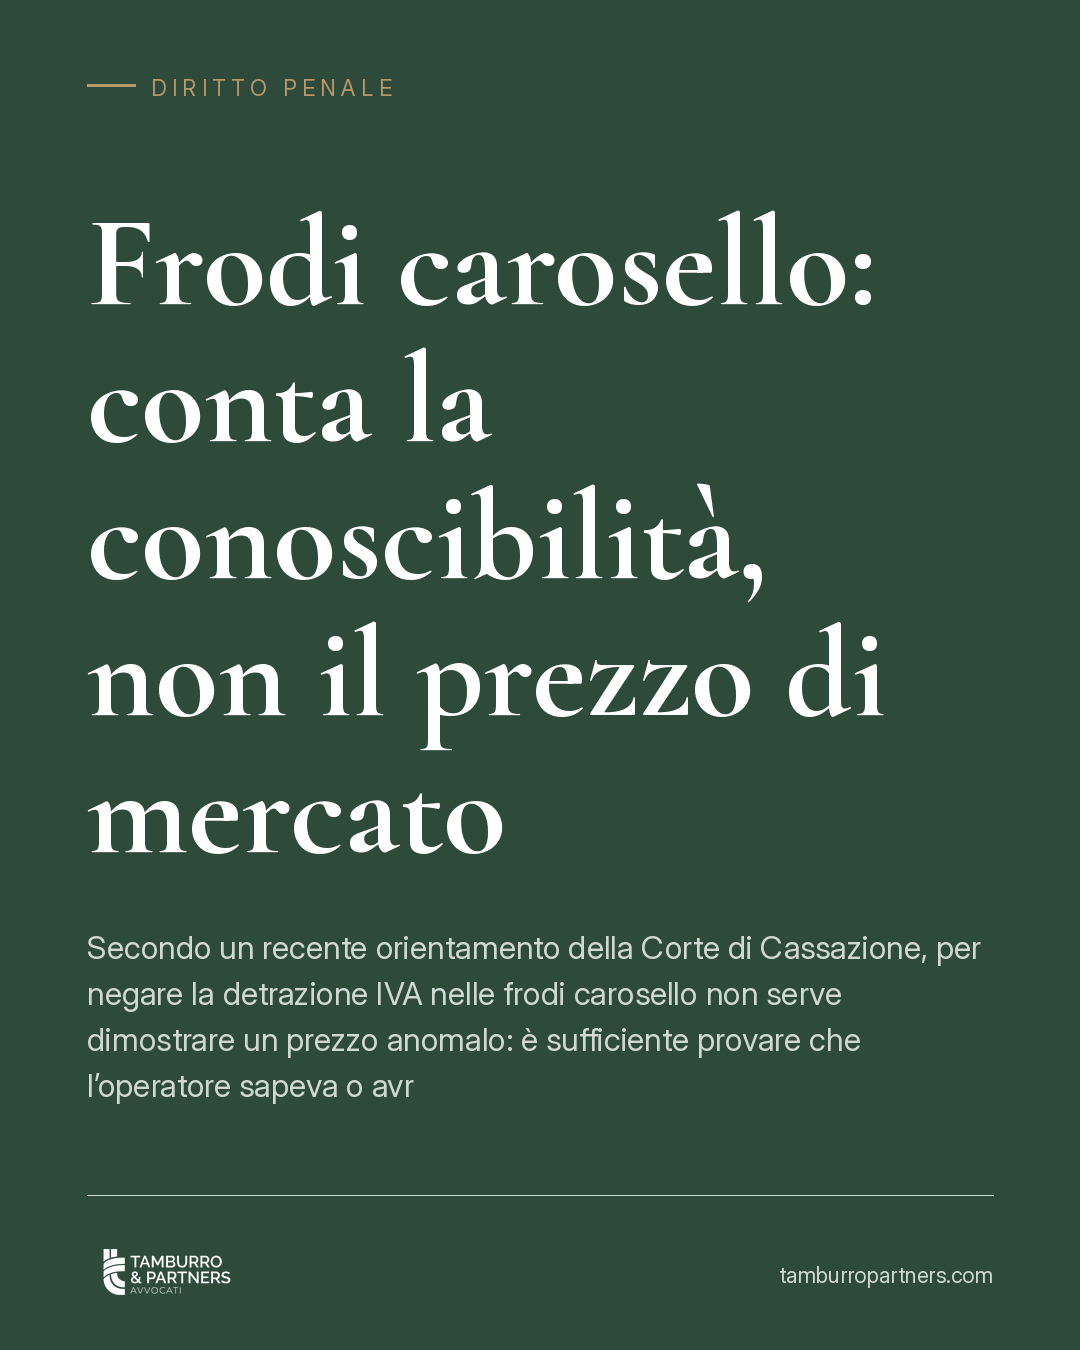 DIRITTO PENALE
Frodi carosello:
conta la
conoscibilità,
non il prezzo di
mercato
Secondo un recente orientamento della Corte di Cassazione, per
negare la detrazione IVA nelle frodi carosello non serve
dimostrare un prezzo anomalo: è sufficiente provare che
l’operatore sapeva o avr
TAMBURRO
& PARTNERS
AVVOCATI
tamburropartners.com